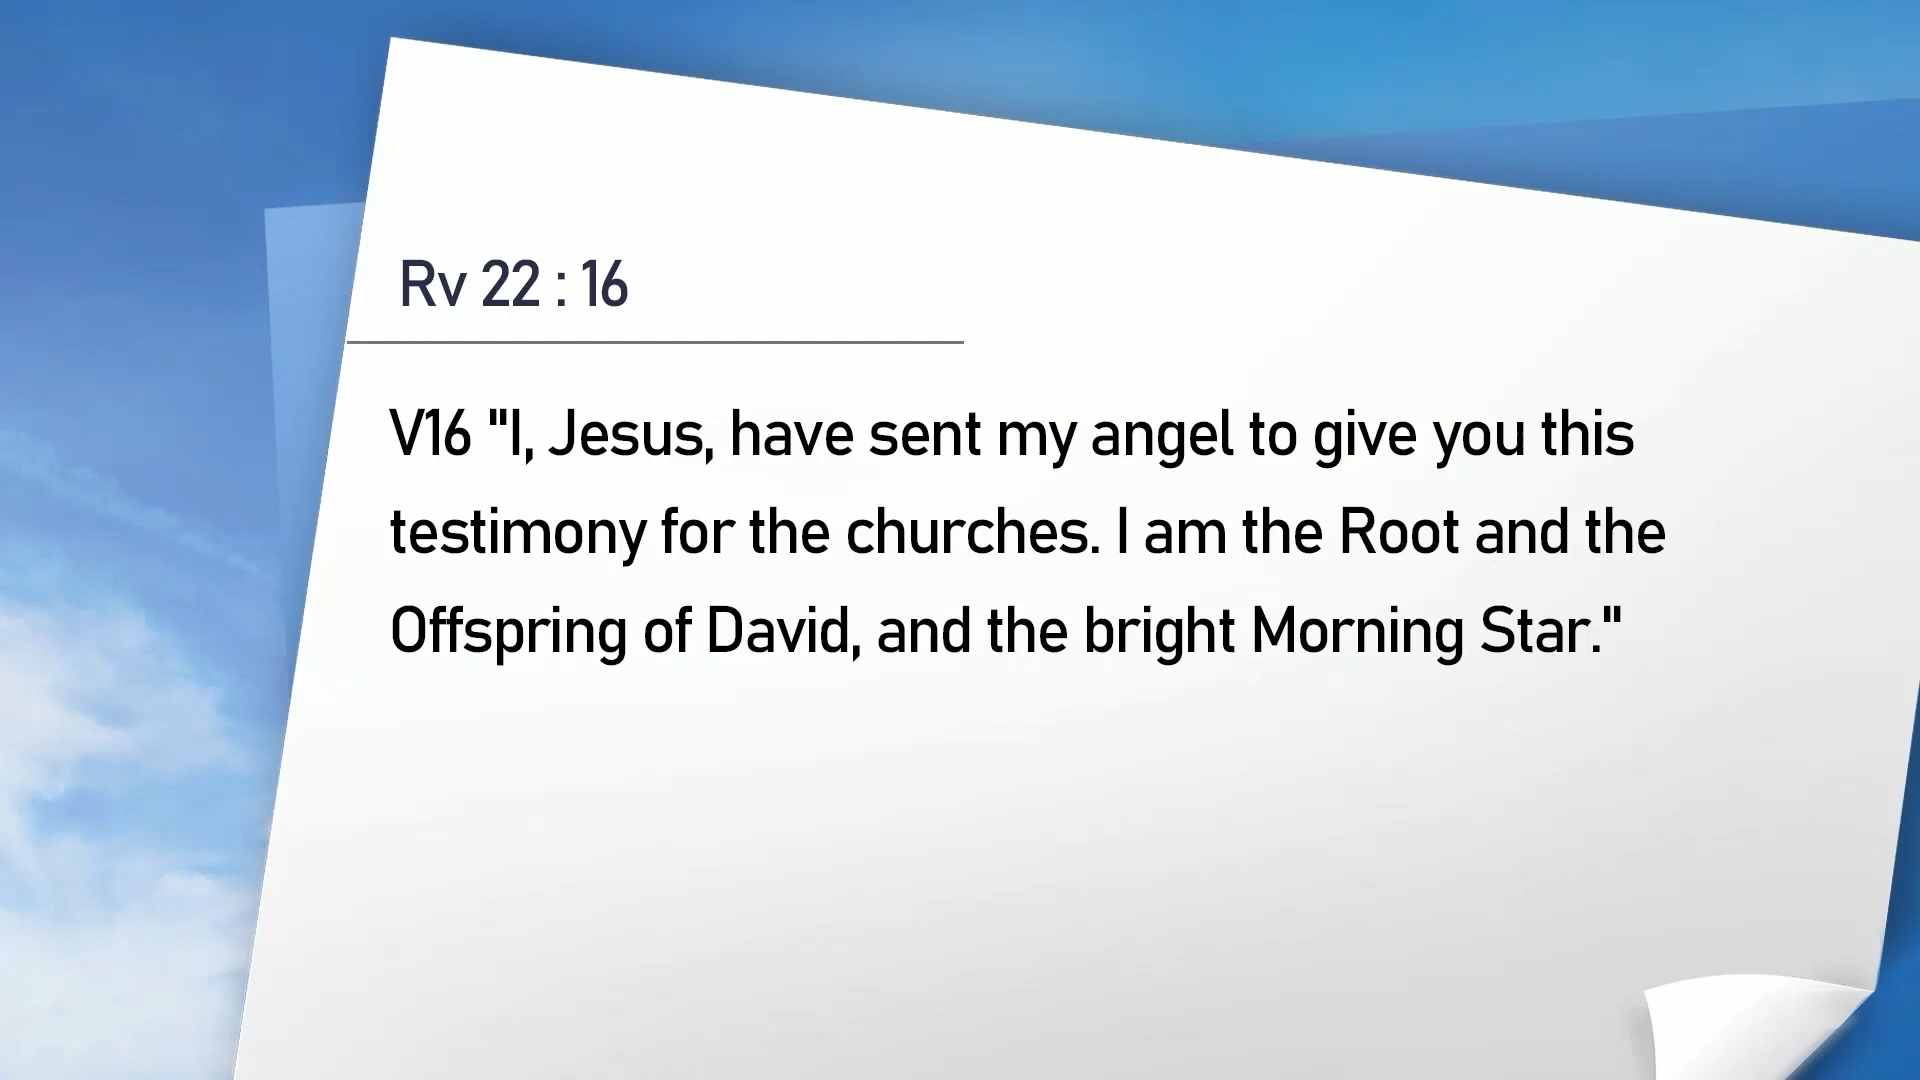 Rv 22 : 16
V16 "I, Jesus, have sent my angel to give you this
testimony for the churches. I am the Root and the
Offspring of David, and the bright Morning Star."